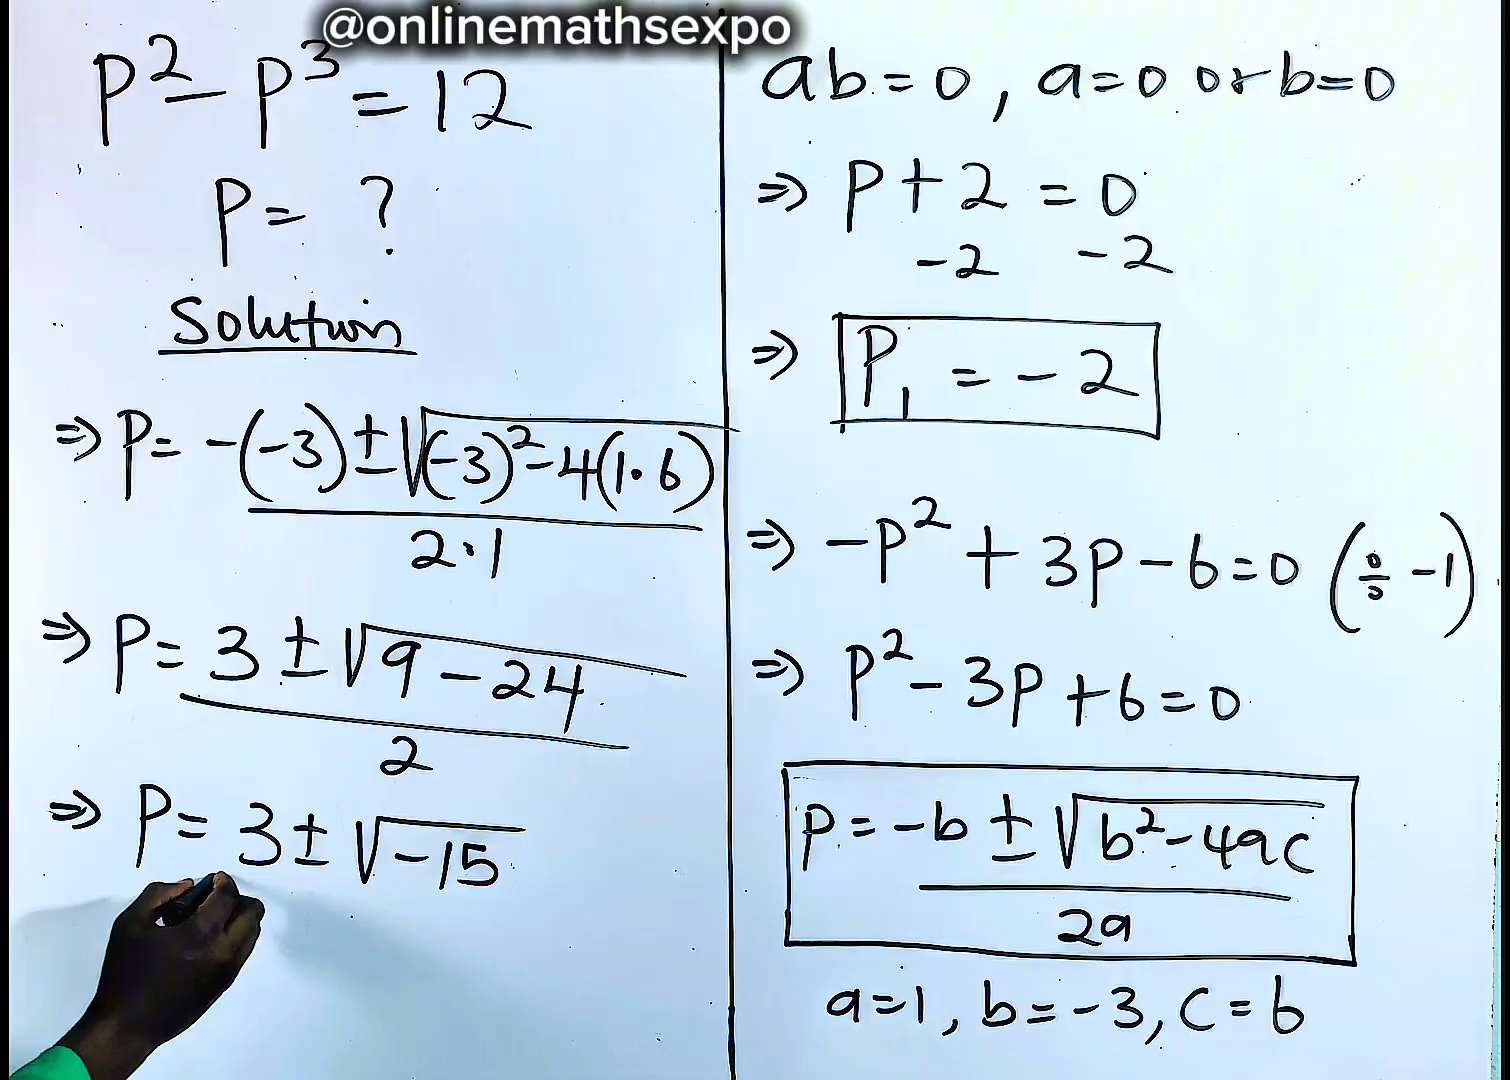 @onlinemathsexpo
p² - p³ = 12
P = ?
Solution
⇒ P = -(-3) ± √(-3)² - 4(1·6)
2·1
⇒ P = 3 ± √9 - 24
2
⇒ P = 3 ± √-15
ab = 0, a = 0 or b = 0
⇒ P + 2 = 0
-2 -2
⇒ P₁ = -2
⇒ -p² + 3p - 6 = 0 (÷ -1)
⇒ p² - 3p + 6 = 0
P = -b ± √b² - 4ac
2a
a = 1, b = -3, c = 6